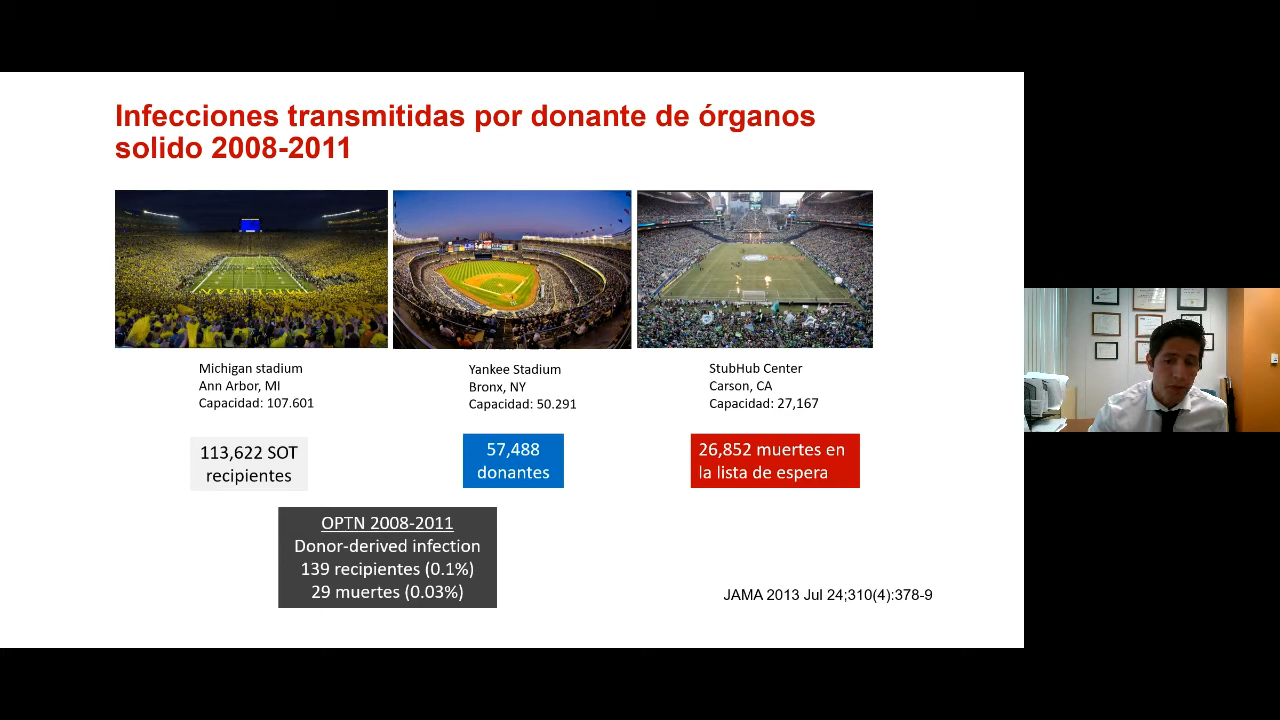 Infecciones transmitidas por donante de órganos
solido 2008-2011
MICHIGAN
Michigan stadium
Ann Arbor, MI
Capacidad: 107.601
Yankee Stadium
Bronx, NY
Capacidad: 50.291
StubHub Center
Carson, CA
Capacidad: 27,167
113,622 SOT
recipientes
57,488
donantes
26,852 muertes en
la lista de espera
OPTN 2008-2011
Donor-derived infection
139 recipientes (0.1%)
29 muertes (0.03%)
JAMA 2013 Jul 24;310(4):378-9